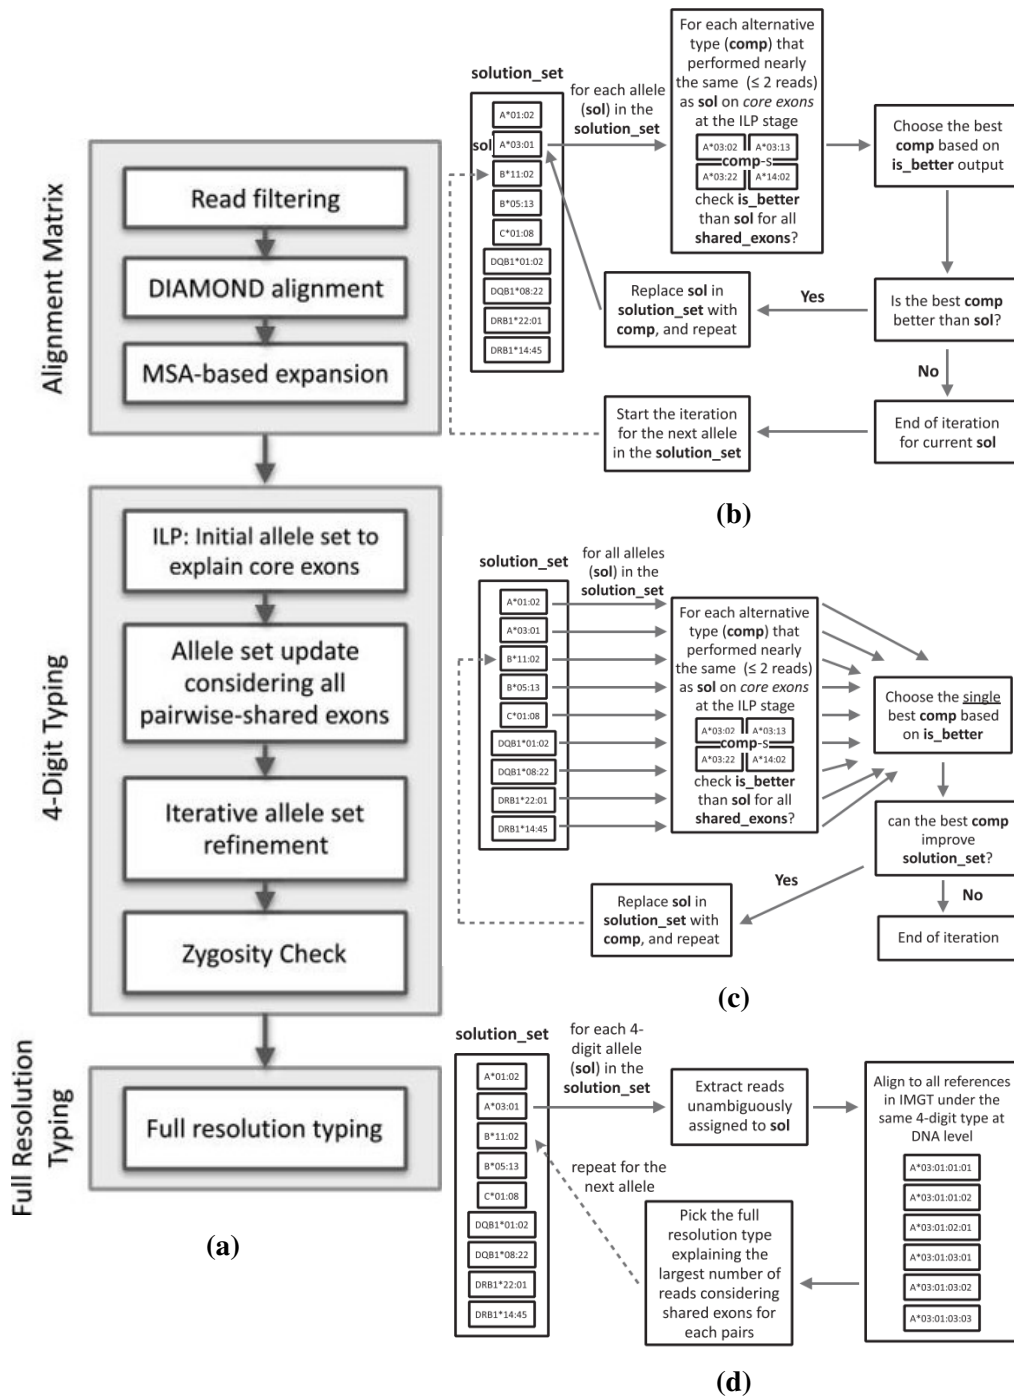 Alignment Matrix
Read filtering
DIAMOND alignment
MSA-based expansion
4-Digit Typing
ILP: Initial allele set to
explain core exons
Allele set update
considering all
pairwise-shared exons
Iterative allele set
refinement
Zygosity Check
Full Resolution
Typing
Full resolution typing
(a)
solution_set
A*01:02
sol
A*03:01
B*11:02
B*05:13
C*01:08
DQB1*01:02
DQB1*08:22
DRB1*22:01
DRB1*14:45
for each allele
(sol) in the
solution_set
For each alternative
type (comp) that
performed nearly
the same (≤ 2 reads)
as sol on core exons
at the ILP stage
A*03:02 A*03:13
comp-s
A*03:22 A*14:02
check is_better
than sol for all
shared_exons?
Choose the best
comp based on
is_better output
Is the best comp
better than sol?
Yes
Replace sol in
solution_set with
comp, and repeat
No
End of iteration
for current sol
Start the iteration
for the next allele
in the solution_set
(b)
solution_set
A*01:02
A*03:01
B*11:02
B*05:13
C*01:08
DQB1*01:02
DQB1*08:22
DRB1*22:01
DRB1*14:45
for all alleles
(sol) in the
solution_set
For each alternative
type (comp) that
performed nearly
the same (≤ 2 reads)
as sol on core exons
at the ILP stage
A*03:02 A*03:13
comp-s
A*03:22 A*14:02
check is_better
than sol for all
shared_exons?
Choose the single
best comp based
on is_better
can the best comp
improve
solution_set?
Yes
Replace sol in
solution_set with
comp, and repeat
No
End of iteration
(c)
solution_set
A*01:02
A*03:01
B*11:02
B*05:13
C*01:08
DQB1*01:02
DQB1*08:22
DRB1*22:01
DRB1*14:45
for each 4-
digit allele
(sol) in the
solution_set
Extract reads
unambiguously
assigned to sol
Align to all references
in IMGT under the
same 4-digit type at
DNA level
A*03:01:01:01
A*03:01:01:02
A*03:01:02:01
A*03:01:03:01
A*03:01:03:02
A*03:01:03:03
repeat for the
next allele
Pick the full
resolution type
explaining the
largest number of
reads considering
shared exons for
each pairs
(d)